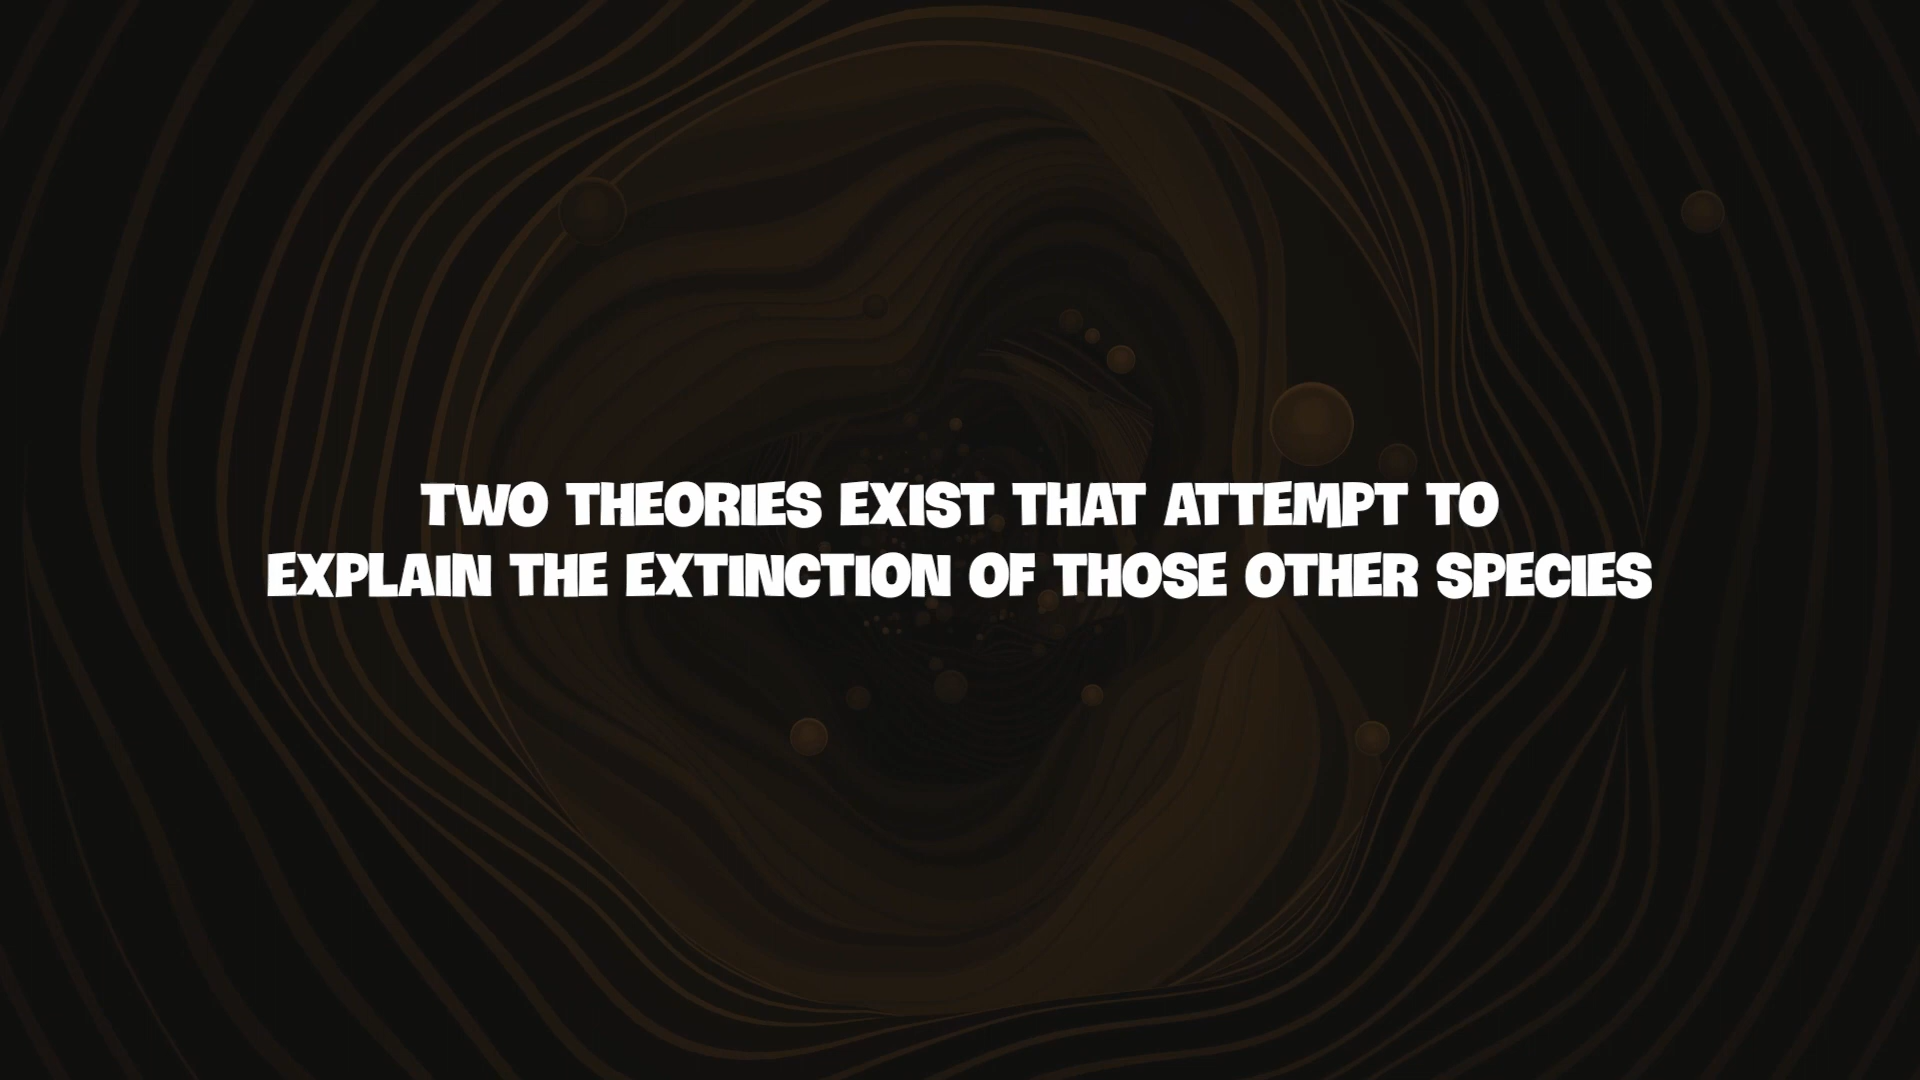 TWO THEORIES EXIST THAT ATTEMPT TO
EXPLAIN THE EXTINCTION OF THOSE OTHER SPECIES